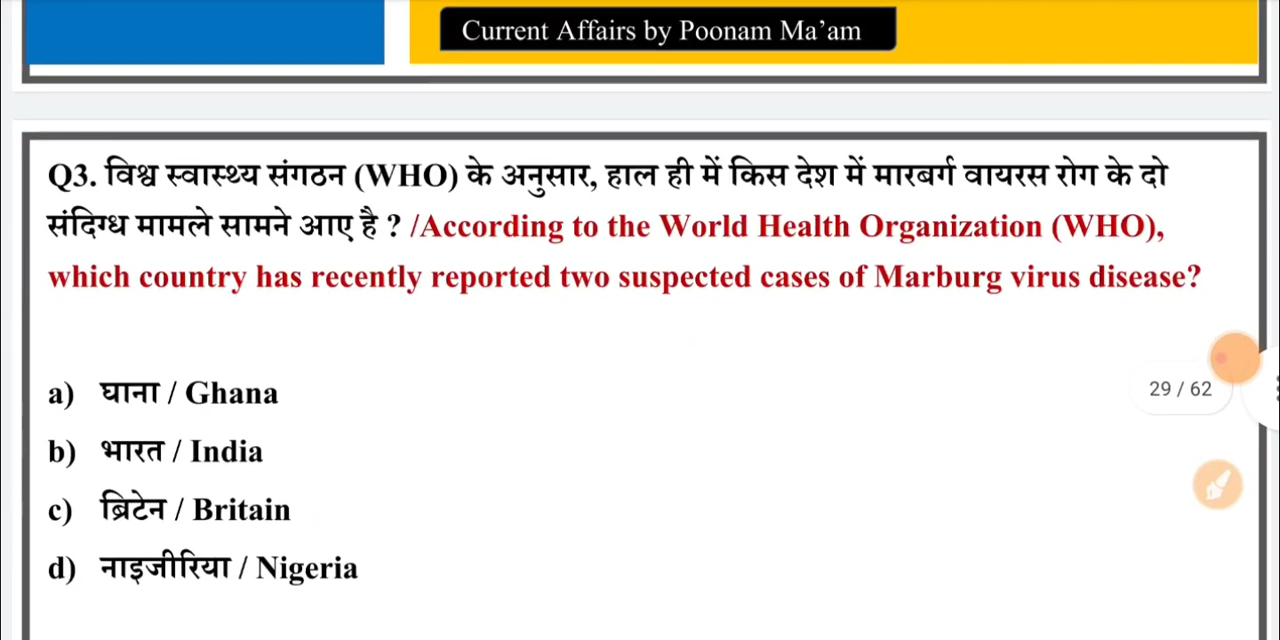 Current Affairs by Poonam Ma’am
Q3. विश्व स्वास्थ्य संगठन (WHO) के अनुसार, हाल ही में किस देश में मारबर्ग वायरस रोग के दो
संदिग्ध मामले सामने आए है ? /According to the World Health Organization (WHO),
which country has recently reported two suspected cases of Marburg virus disease?
a) घाना / Ghana
29 / 62
b) भारत / India
c) ब्रिटेन / Britain
d) नाइजीरिया / Nigeria